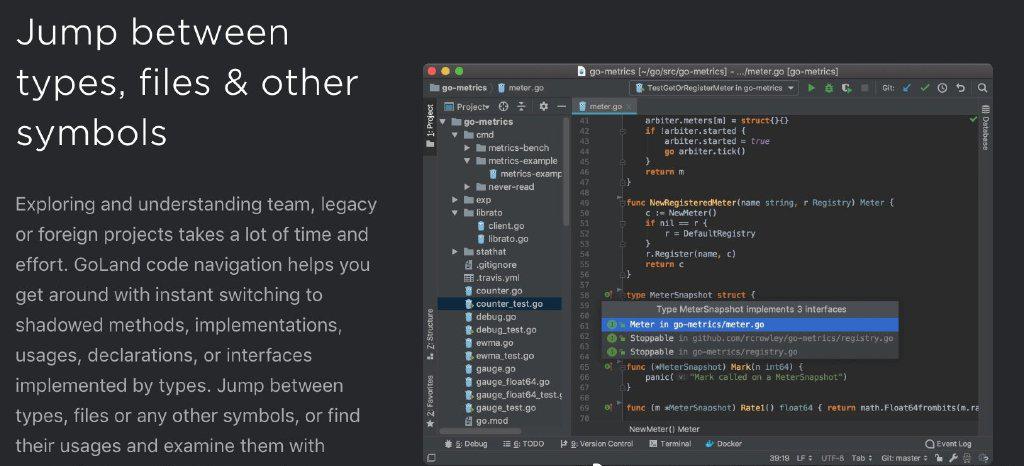 Jump between
types, files & other
symbols
Exploring and understanding team, legacy
or foreign projects takes a lot of time and
effort. GoLand code navigation helps you
get around with instant switching to
shadowed methods, implementations,
usages, declarations, or interfaces
implemented by types. Jump between
types, files or any other symbols, or find
their usages and examine them with
go-metrics [~/go/src/go-metrics] - .../meter.go [go-metrics]
go-metrics meter.go TestGetOrRegisterMeter in go-metrics Git:
1: Project
Project
go-metrics
cmd
metrics-bench
metrics-example
metrics-examp
never-read
exp
librato
client.go
librato.go
stathat
.gitignore
.travis.yml
counter.go
counter_test.go
debug.go
debug_test.go
ewma.go
ewma_test.go
gauge.go
gauge_float64.go
gauge_float64_test.g
gauge_test.go
go.mod
Z: Structure
2: Favorites
meter.go
41 arbiter.meters[m] = struct{}{}
42 if !arbiter.started {
43 arbiter.started = true
44 go arbiter.tick()
45 }
46 return m
47 }
48
49 func NewRegisteredMeter(name string, r Registry) Meter {
50 c := NewMeter()
51 if nil == r {
52 r = DefaultRegistry
53 }
54 r.Register(name, c)
55 return c
56 }
57
58 type MeterSnapshot struct {
Type MeterSnapshot implements 3 interfaces
Meter in go-metrics/meter.go
Stoppable in github.com/rcrowley/go-metrics/registry.go
Stoppable in go-metrics/registry.go
65 func (*MeterSnapshot) Mark(n int64) {
66 panic( v: "Mark called on a MeterSnapshot")
67 }
68
69 func (m *MeterSnapshot) Rate1() float64 { return math.Float64frombits(m.ra
70
NewMeter() Meter
Database
5: Debug 6: TODO 9: Version Control Terminal Docker Event Log
39:19 LF UTF-8 Tab Git: master